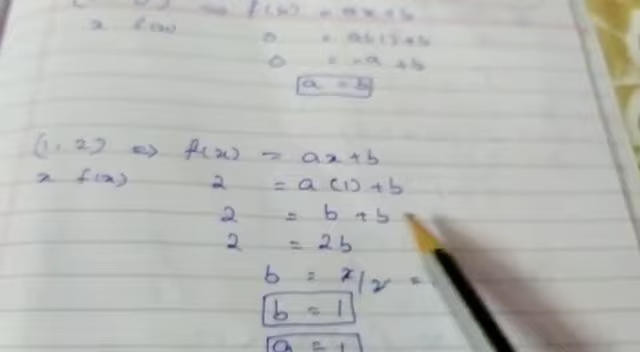 f(x) = ax+b
x f(x) 0 = a(-1)+b
0 = -a +b
a = b
(1, 2) => f(x) = ax+b
x f(x) 2 = a (1) +b
2 = b +b
2 = 2b
b = 2/2 =
b = 1
a = 1